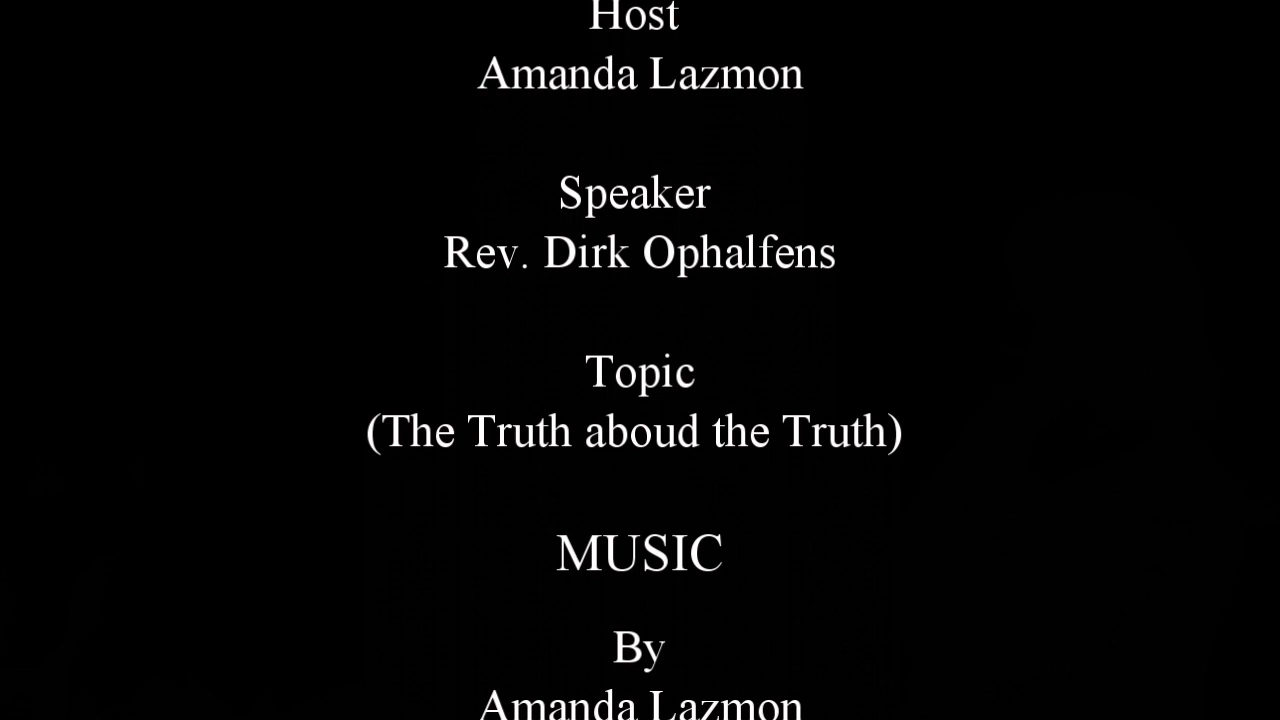 Host
Amanda Lazmon
Speaker
Rev. Dirk Ophalfens
Topic
(The Truth aboud the Truth)
MUSIC
By
Amanda Lazmon